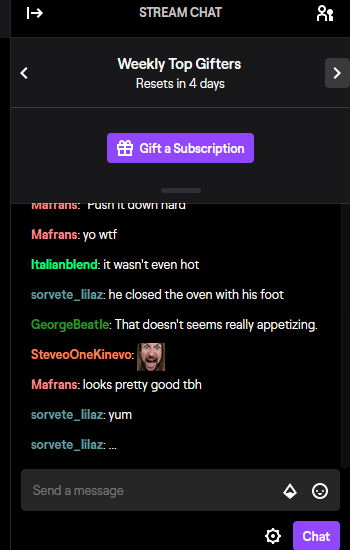 STREAM CHAT
Weekly Top Gifters
Resets in 4 days
Gift a Subscription
Mafrans: "Push it down hard
Mafrans: yo wtf
Italianblend: it wasn't even hot
sorvete_lilaz: he closed the oven with his foot
GeorgeBeatle: That doesn't seems really appetizing.
SteveoOneKinevo:
Mafrans: looks pretty good tbh
sorvete_lilaz: yum
sorvete_lilaz: ...
Send a message
Chat